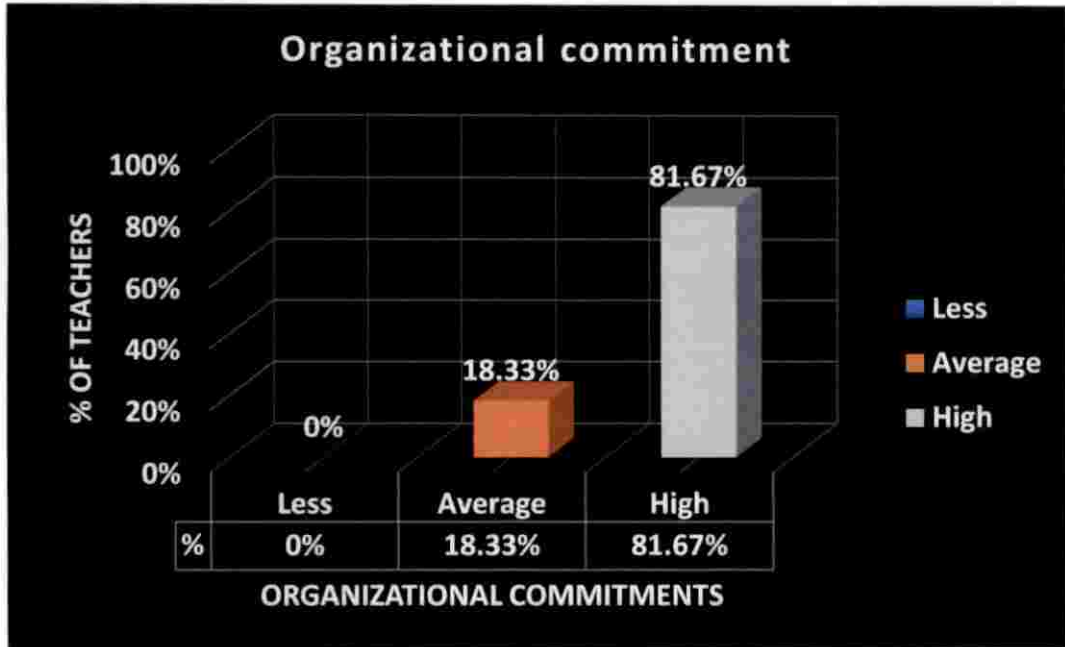 Organizational commitment
% OF TEACHERS
100%
80%
60%
40%
20%
0%
0%
18.33%
81.67%
Less
Average
High
Less Average High
% 0% 18.33% 81.67%
ORGANIZATIONAL COMMITMENTS